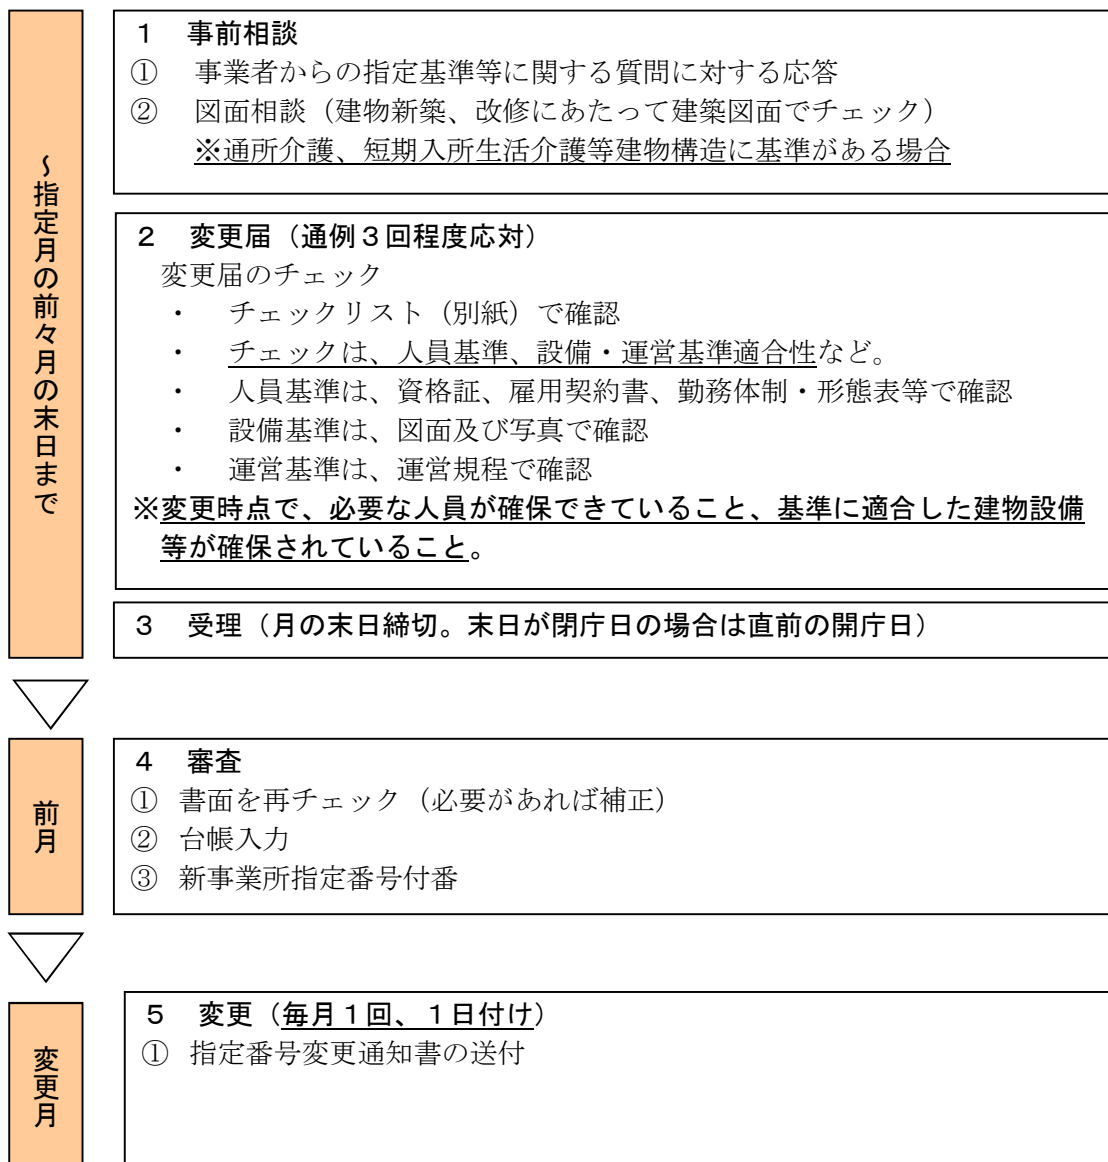 ～指定月の前々月の末日まで
１　事前相談
①　事業者からの指定基準等に関する質問に対する応答
②　図面相談（建物新築、改修にあたって建築図面でチェック）
※通所介護、短期入所生活介護等建物構造に基準がある場合
２　変更届（通例３回程度応対）
変更届のチェック
・　チェックリスト（別紙）で確認
・　チェックは、人員基準、設備・運営基準適合性など。
・　人員基準は、資格証、雇用契約書、勤務体制・形態表等で確認
・　設備基準は、図面及び写真で確認
・　運営基準は、運営規程で確認
※変更時点で、必要な人員が確保できていること、基準に適合した建物設備
等が確保されていること。
３　受理（月の末日締切。末日が閉庁日の場合は直前の開庁日）
前月
４　審査
①　書面を再チェック（必要があれば補正）
②　台帳入力
③　新事業所指定番号付番
変更月
５　変更（毎月１回、１日付け）
①　指定番号変更通知書の送付